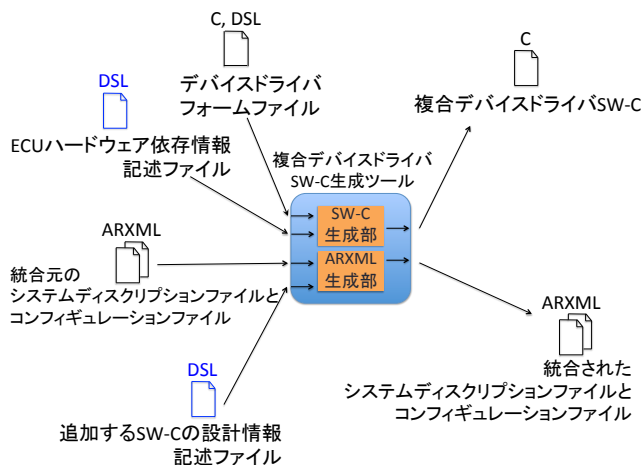 C, DSL
デバイスドライバ
フォームファイル
C
複合デバイスドライバSW-C
DSL
ECUハードウェア依存情報
記述ファイル
複合デバイスドライバ
SW-C生成ツール
SW-C
生成部
ARXML
生成部
ARXML
統合元の
システムディスクリプションファイルと
コンフィギュレーションファイル
ARXML
統合された
システムディスクリプションファイルと
コンフィギュレーションファイル
DSL
追加するSW-Cの設計情報
記述ファイル